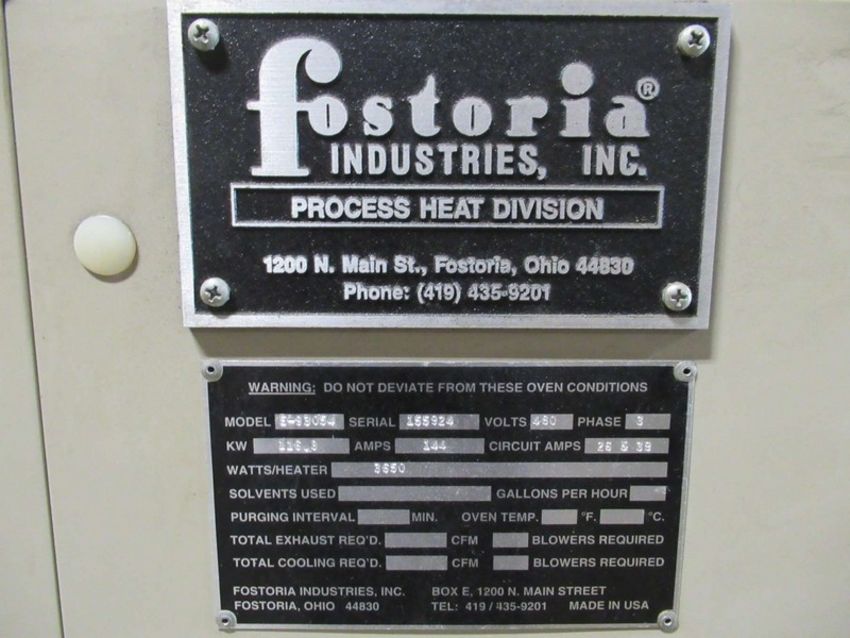 fostoria®
INDUSTRIES, INC.
PROCESS HEAT DIVISION
1200 N. Main St., Fostoria, Ohio 44830
Phone: (419) 435-9201
WARNING: DO NOT DEVIATE FROM THESE OVEN CONDITIONS
MODEL SERIAL 155924 VOLTS 480 PHASE 3
KW 116.8 AMPS 144 CIRCUIT AMPS
WATTS/HEATER 3650
SOLVENTS USED GALLONS PER HOUR
PURGING INTERVAL MIN. OVEN TEMP. °F. °C.
TOTAL EXHAUST REQ'D. CFM BLOWERS REQUIRED
TOTAL COOLING REQ'D. CFM BLOWERS REQUIRED
FOSTORIA INDUSTRIES, INC. BOX E, 1200 N. MAIN STREET
FOSTORIA, OHIO 44830 TEL: 419 / 435-9201 MADE IN USA